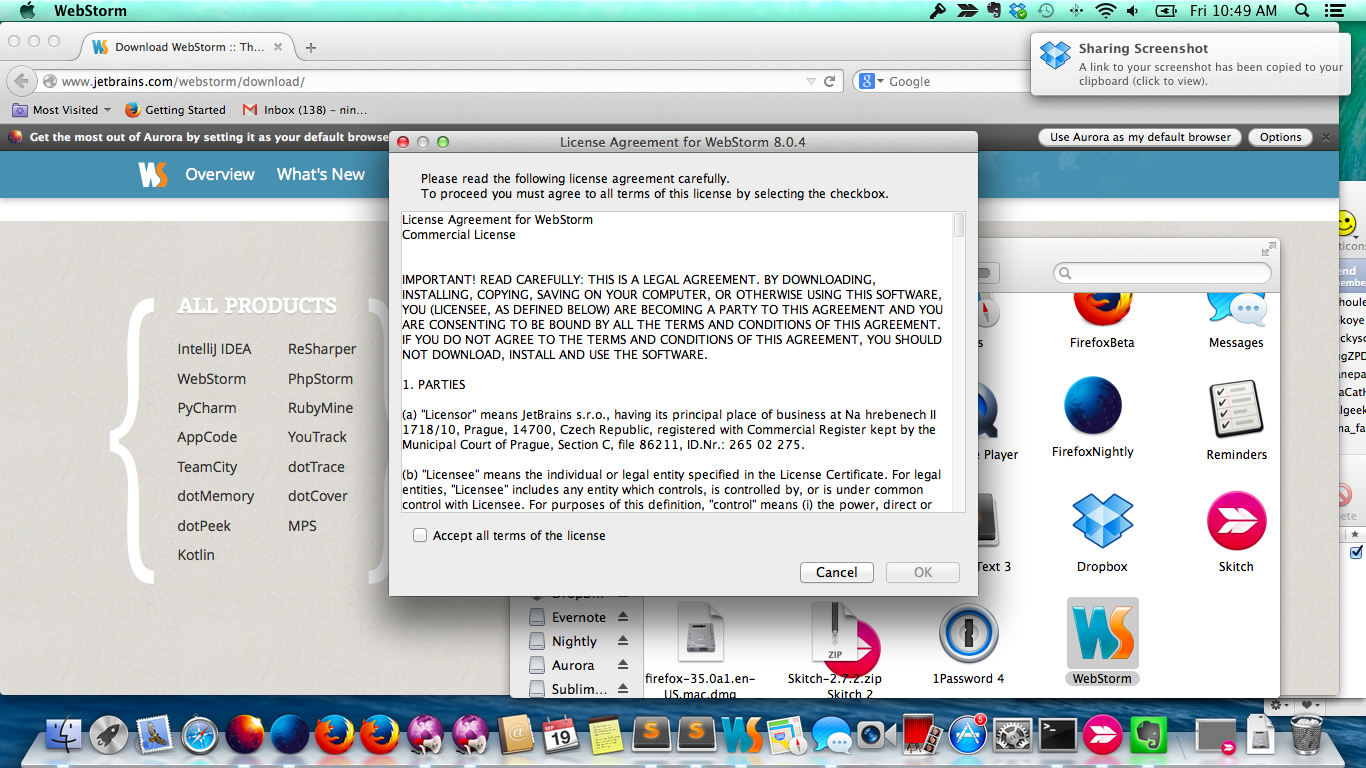 WebStorm
Fri 10:49 AM
Download WebStorm :: Th...
www.jetbrains.com/webstorm/download/
Google
Sharing Screenshot
A link to your screenshot has been copied to your
clipboard (click to view).
Most Visited
Getting Started
Inbox (138) – nin...
Get the most out of Aurora by setting it as your default browse
Use Aurora as my default browser
Options
WS
Overview
What's New
ALL PRODUCTS
IntelliJ IDEA
ReSharper
WebStorm
PhpStorm
PyCharm
RubyMine
AppCode
YouTrack
TeamCity
dotTrace
dotMemory
dotCover
dotPeek
MPS
Kotlin
License Agreement for WebStorm 8.0.4
Please read the following license agreement carefully.
To proceed you must agree to all terms of this license by selecting the checkbox.
License Agreement for WebStorm
Commercial License
IMPORTANT! READ CAREFULLY: THIS IS A LEGAL AGREEMENT. BY DOWNLOADING,
INSTALLING, COPYING, SAVING ON YOUR COMPUTER, OR OTHERWISE USING THIS SOFTWARE,
YOU (LICENSEE, AS DEFINED BELOW) ARE BECOMING A PARTY TO THIS AGREEMENT AND YOU
ARE CONSENTING TO BE BOUND BY ALL THE TERMS AND CONDITIONS OF THIS AGREEMENT.
IF YOU DO NOT AGREE TO THE TERMS AND CONDITIONS OF THIS AGREEMENT, YOU SHOULD
NOT DOWNLOAD, INSTALL AND USE THE SOFTWARE.
1. PARTIES
(a) "Licensor" means JetBrains s.r.o., having its principal place of business at Na hrebenech II
1718/10, Prague, 14700, Czech Republic, registered with Commercial Register kept by the
Municipal Court of Prague, Section C, file 86211, ID.Nr.: 265 02 275.
(b) "Licensee" means the individual or legal entity specified in the License Certificate. For legal
entities, "Licensee" includes any entity which controls, is controlled by, or is under common
control with Licensee. For purposes of this definition, "control" means (i) the power, direct or
Accept all terms of the license
Cancel
OK
FirefoxBeta
Messages
e Player
FirefoxNightly
Reminders
Text 3
Dropbox
Skitch
Evernote
Nightly
Aurora
Sublim...
firefox-35.0a1.en-
US.mac.dmg
ZIP
Skitch-2.7.2.zip
Skitch 2
1Password 4
WS
WebStorm
SEP
19
5